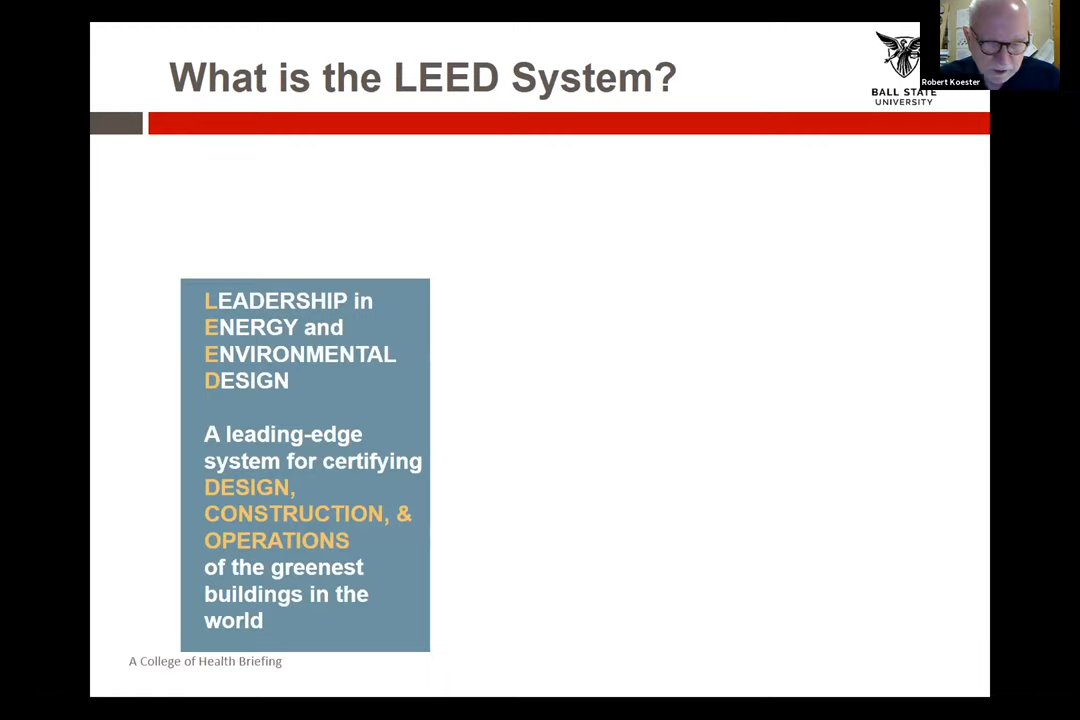 What is the LEED System?
BALL STATE
UNIVERSITY
Robert Koester
LEADERSHIP in
ENERGY and
ENVIRONMENTAL
DESIGN
A leading-edge
system for certifying
DESIGN,
CONSTRUCTION, &
OPERATIONS
of the greenest
buildings in the
world
A College of Health Briefing